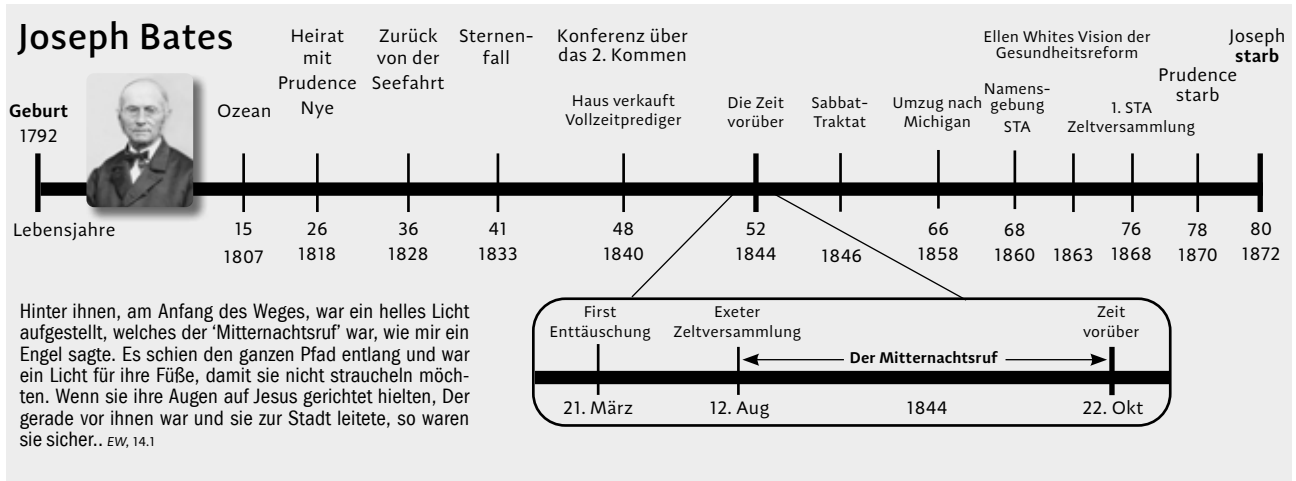 Joseph Bates
Geburt
1792
Ozean
Heirat
mit
Prudence
Nye
Zurück
von der
Seefahrt
Sternen-
fall
Konferenz über
das 2. Kommen
Haus verkauft
Vollzeitprediger
Die Zeit
vorüber
Sabbat-
Traktat
Umzug nach
Michigan
Namens-
gebung
STA
Ellen Whites Vision der
Gesundheitsreform
1. STA
Zeltversammlung
Prudence
starb
Joseph
starb
Lebensjahre
15 26 36 41 48 52 66 68 76 78 80
1807 1818 1828 1833 1840 1844 1846 1858 1860 1863 1868 1870 1872
Hinter ihnen, am Anfang des Weges, war ein helles Licht
aufgestellt, welches der ‘Mitternachtsruf’ war, wie mir ein
Engel sagte. Es schien den ganzen Pfad entlang und war
ein Licht für ihre Füße, damit sie nicht straucheln möch-
ten. Wenn sie ihre Augen auf Jesus gerichtet hielten, Der
gerade vor ihnen war und sie zur Stadt leitete, so waren
sie sicher.. EW, 14.1
First
Enttäuschung
Exeter
Zeltversammlung
Zeit
vorüber
Der Mitternachtsruf
21. März 12. Aug 1844 22. Okt